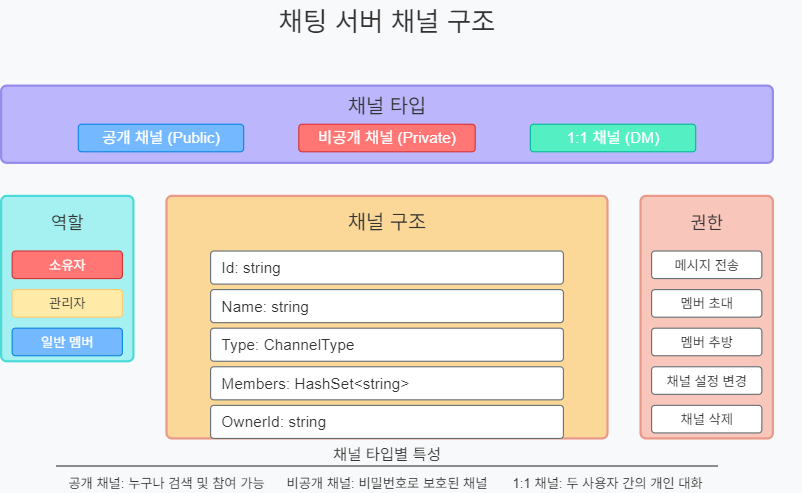 채팅 서버 채널 구조
채널 타입
공개 채널 (Public)
비공개 채널 (Private)
1:1 채널 (DM)
역할
소유자
관리자
일반 멤버
채널 구조
Id: string
Name: string
Type: ChannelType
Members: HashSet<string>
OwnerId: string
권한
메시지 전송
멤버 초대
멤버 추방
채널 설정 변경
채널 삭제
채널 타입별 특성
공개 채널: 누구나 검색 및 참여 가능
비공개 채널: 비밀번호로 보호된 채널
1:1 채널: 두 사용자 간의 개인 대화